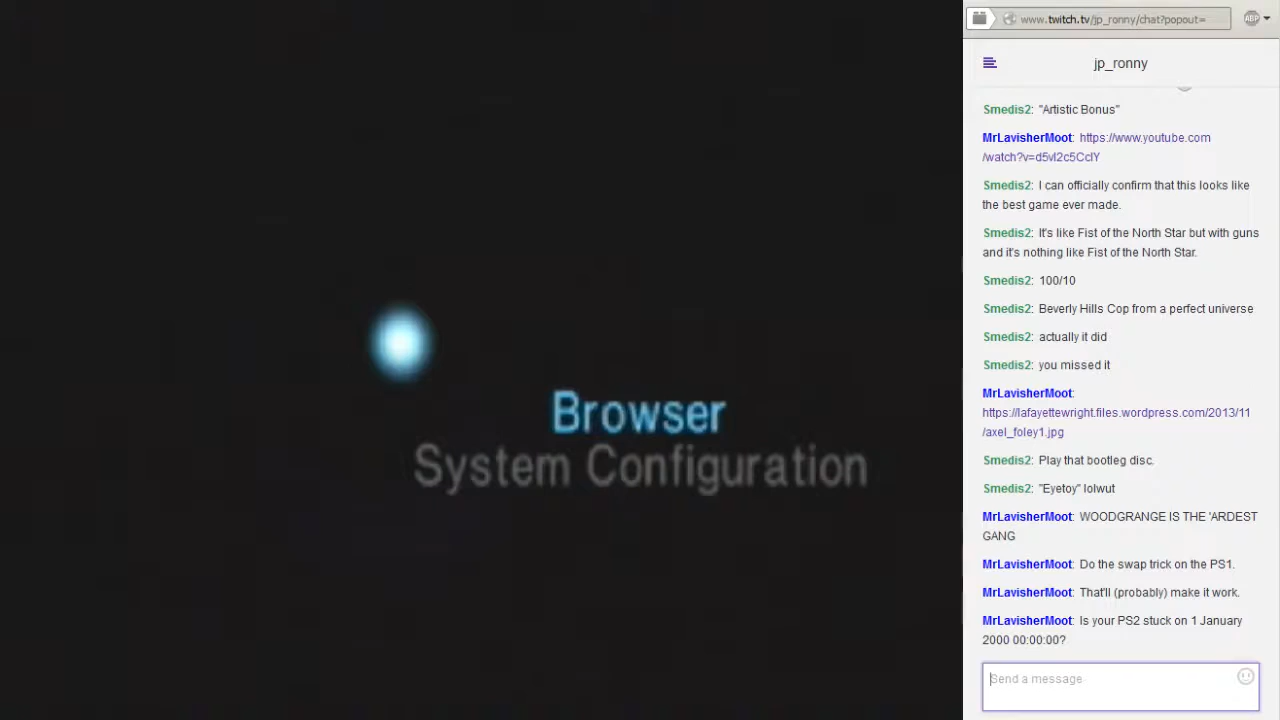 Browser
System Configuration
www.twitch.tv/jp_ronny/chat?popout=
ABP
jp_ronny
Smedis2: "Artistic Bonus"
MrLavisherMoot: https://www.youtube.com
/watch?v=d5vl2c5CclY
Smedis2: I can officially confirm that this looks like
the best game ever made.
Smedis2: It's like Fist of the North Star but with guns
and it's nothing like Fist of the North Star.
Smedis2: 100/10
Smedis2: Beverly Hills Cop from a perfect universe
Smedis2: actually it did
Smedis2: you missed it
MrLavisherMoot:
https://lafayettewright.files.wordpress.com/2013/11
/axel_foley1.jpg
Smedis2: Play that bootleg disc.
Smedis2: "Eyetoy" lolwut
MrLavisherMoot: WOODGRANGE IS THE 'ARDEST
GANG
MrLavisherMoot: Do the swap trick on the PS1.
MrLavisherMoot: That'll (probably) make it work.
MrLavisherMoot: Is your PS2 stuck on 1 January
2000 00:00:00?
Send a message